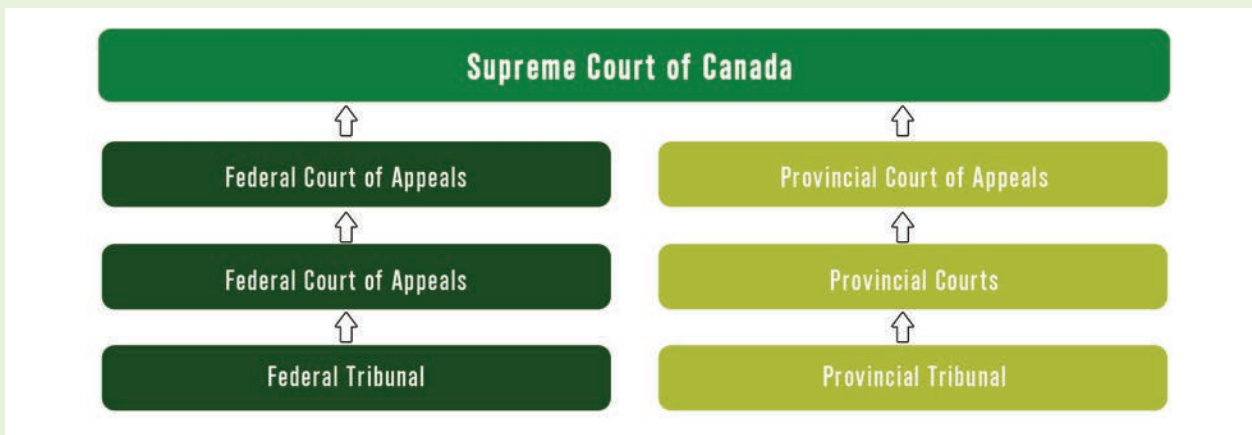 Supreme Court of Canada
Federal Court of Appeals
Provincial Court of Appeals
Federal Court of Appeals
Provincial Courts
Federal Tribunal
Provincial Tribunal